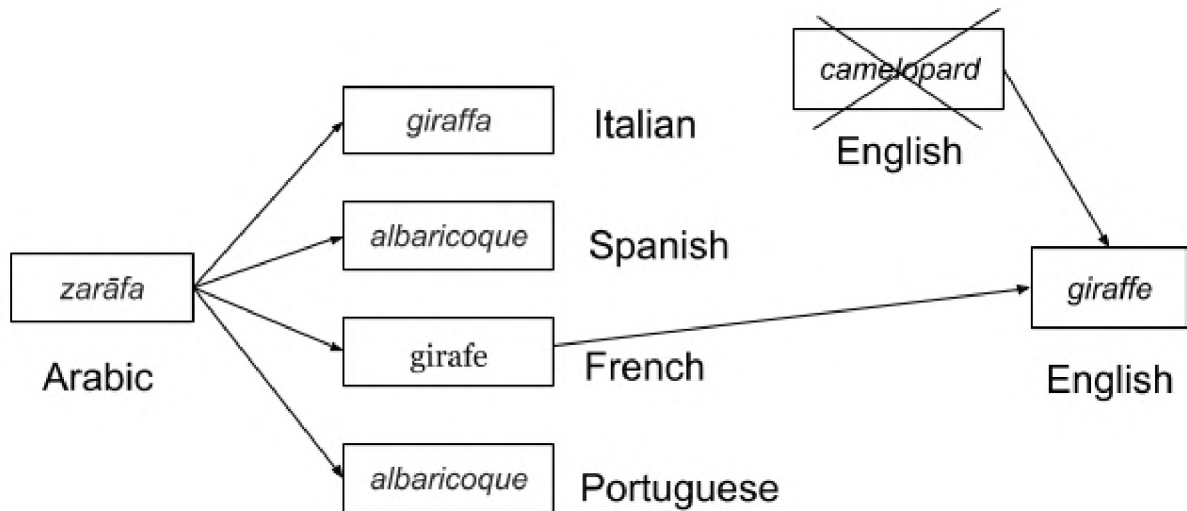 camelopard
English
giraffa
Italian
albaricoque
Spanish
zarāfa
Arabic
girafe
French
giraffe
English
albaricoque
Portuguese